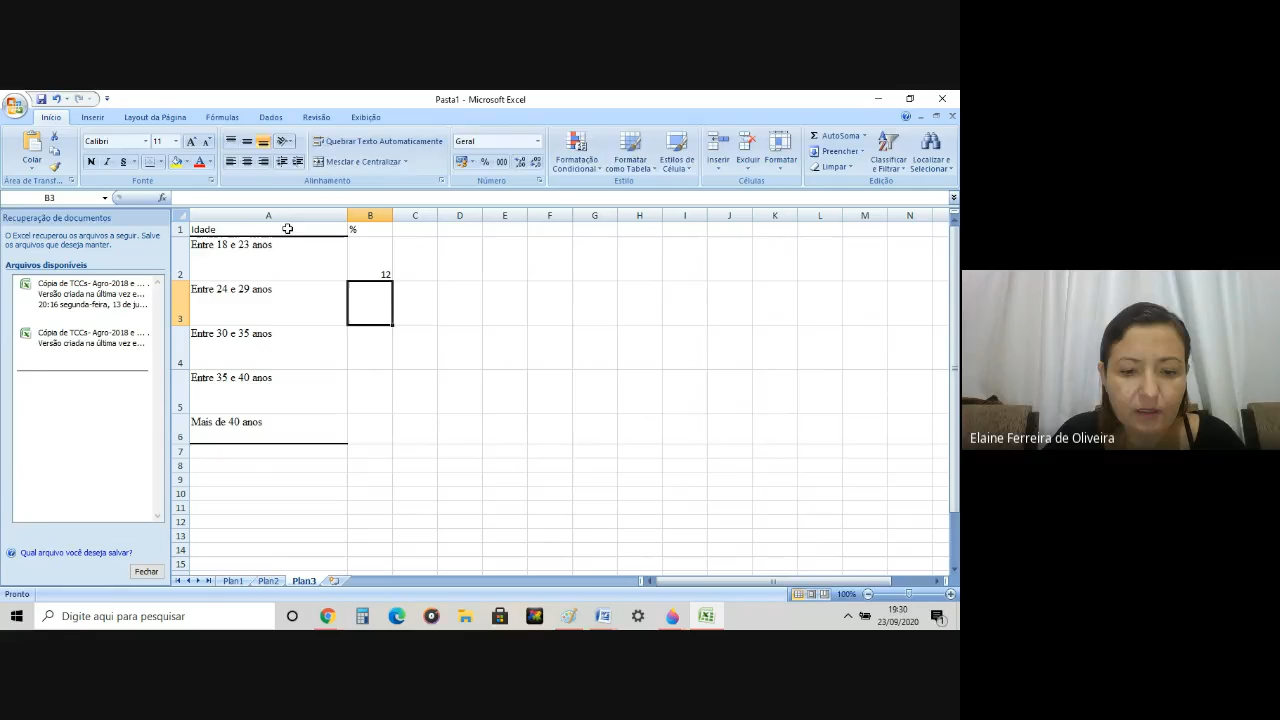 Pasta1 - Microsoft Excel
Início Inserir Layout da Página Fórmulas Dados Revisão Exibição
Colar
Calibri 11
N I S
Quebrar Texto Automaticamente
Mesclar e Centralizar
Geral
% 000
Formatação Condicional
Formatar como Tabela
Estilos de Célula
Inserir Excluir Formatar
Σ AutoSoma
Preencher
Limpar
Classificar e Filtrar
Localizar e Selecionar
Área de Transf... Fonte Alinhamento Número Estilo Células Edição
B3 fx
Recuperação de documentos
O Excel recuperou os arquivos a seguir. Salve
os arquivos que deseja manter.
Arquivos disponíveis
Cópia de TCCs- Agro-2018 e ...
Versão criada na última vez e...
20:16 segunda-feira, 13 de ju...
Cópia de TCCs- Agro-2018 e ...
Versão criada na última vez e...
Qual arquivo você deseja salvar?
Fechar
A B C D E F G H I J K L M N
1 Idade %
Entre 18 e 23 anos
2 12
Entre 24 e 29 anos
3
Entre 30 e 35 anos
4
Entre 35 e 40 anos
5
Mais de 40 anos
6
7
8
9
10
11
12
13
14
15
Plan1 Plan2 Plan3
Pronto
100%
Digite aqui para pesquisar
19:30
23/09/2020
1
Elaine Ferreira de Oliveira